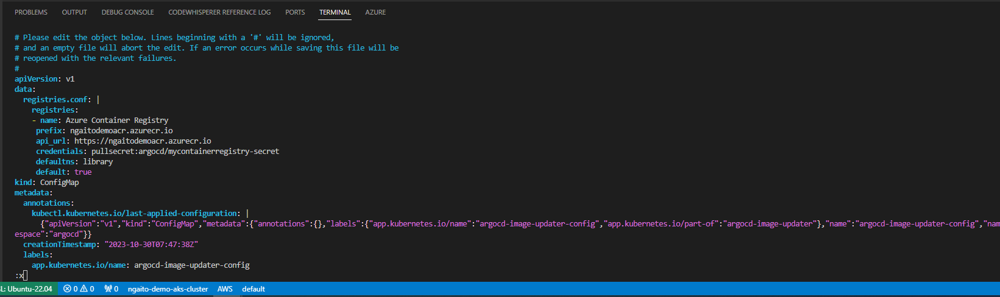 PROBLEMS OUTPUT DEBUG CONSOLE CODEWHISPERER REFERENCE LOG PORTS TERMINAL AZURE
# Please edit the object below. Lines beginning with a '#' will be ignored,
# and an empty file will abort the edit. If an error occurs while saving this file will be
# reopened with the relevant failures.
#
apiVersion: v1
data:
  registries.conf: |
    registries:
    - name: Azure Container Registry
     prefix: ngaitodemoacr.azurecr.io
     api_url: https://ngaitodemoacr.azurecr.io
     credentials: pullsecret:argocd/mycontainerregistry-secret
     defaultns: library
     default: true
kind: ConfigMap
metadata:
  annotations:
    kubectl.kubernetes.io/last-applied-configuration: |
      {"apiVersion":"v1","kind":"ConfigMap","metadata":{"annotations":{},"labels":{"app.kubernetes.io/name":"argocd-image-updater-config","app.kubernetes.io/part-of":"argocd-image-updater"},"name":"argocd-image-updater-config","nam
espace":"argocd"}}
  creationTimestamp: "2023-10-30T07:47:38Z"
  labels:
    app.kubernetes.io/name: argocd-image-updater-config
:x
L: Ubuntu-22.04 0 0 0 ngaito-demo-aks-cluster AWS default